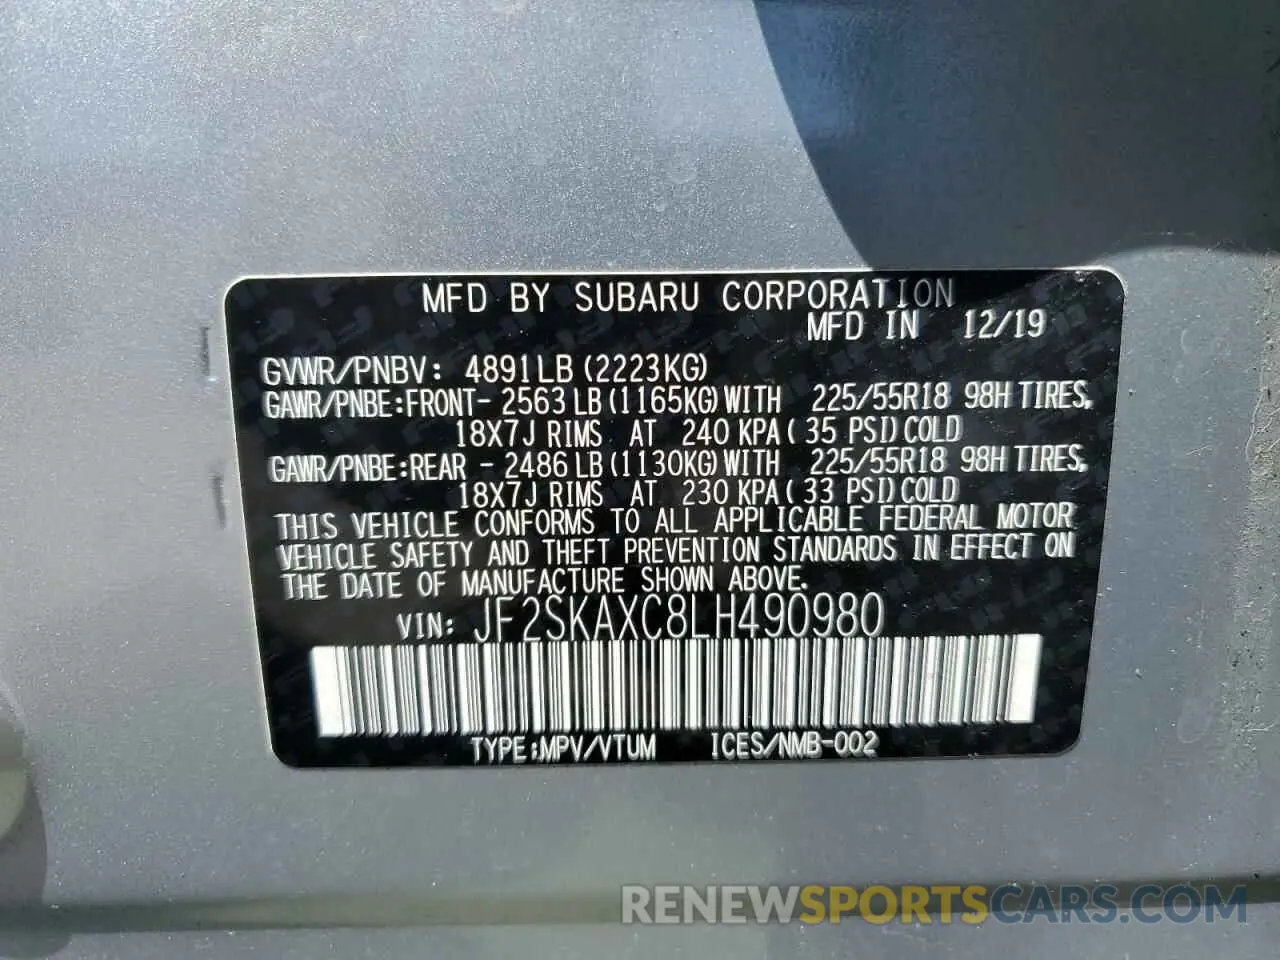 MFD BY SUBARU CORPORATION
MFD IN 12/19
GVWR/PNBV: 4891LB (2223KG)
GAWR/PNBE:FRONT- 2563 LB (1165KG) WITH 225/55R18 98H TIRES,
18X7J RIMS AT 240 KPA ( 35 PSI) COLD
GAWR/PNBE:REAR - 2486 LB (1130KG) WITH 225/55R18 98H TIRES,
18X7J RIMS AT 230 KPA ( 33 PSI) COLD
THIS VEHICLE CONFORMS TO ALL APPLICABLE FEDERAL MOTOR
VEHICLE SAFETY AND THEFT PREVENTION STANDARDS IN EFFECT ON
THE DATE OF MANUFACTURE SHOWN ABOVE.
VIN: JF2SKAXC8LH490980
TYPE:MPV/VTUM ICES/NMB-002
RENEWSPORTSCARS.COM